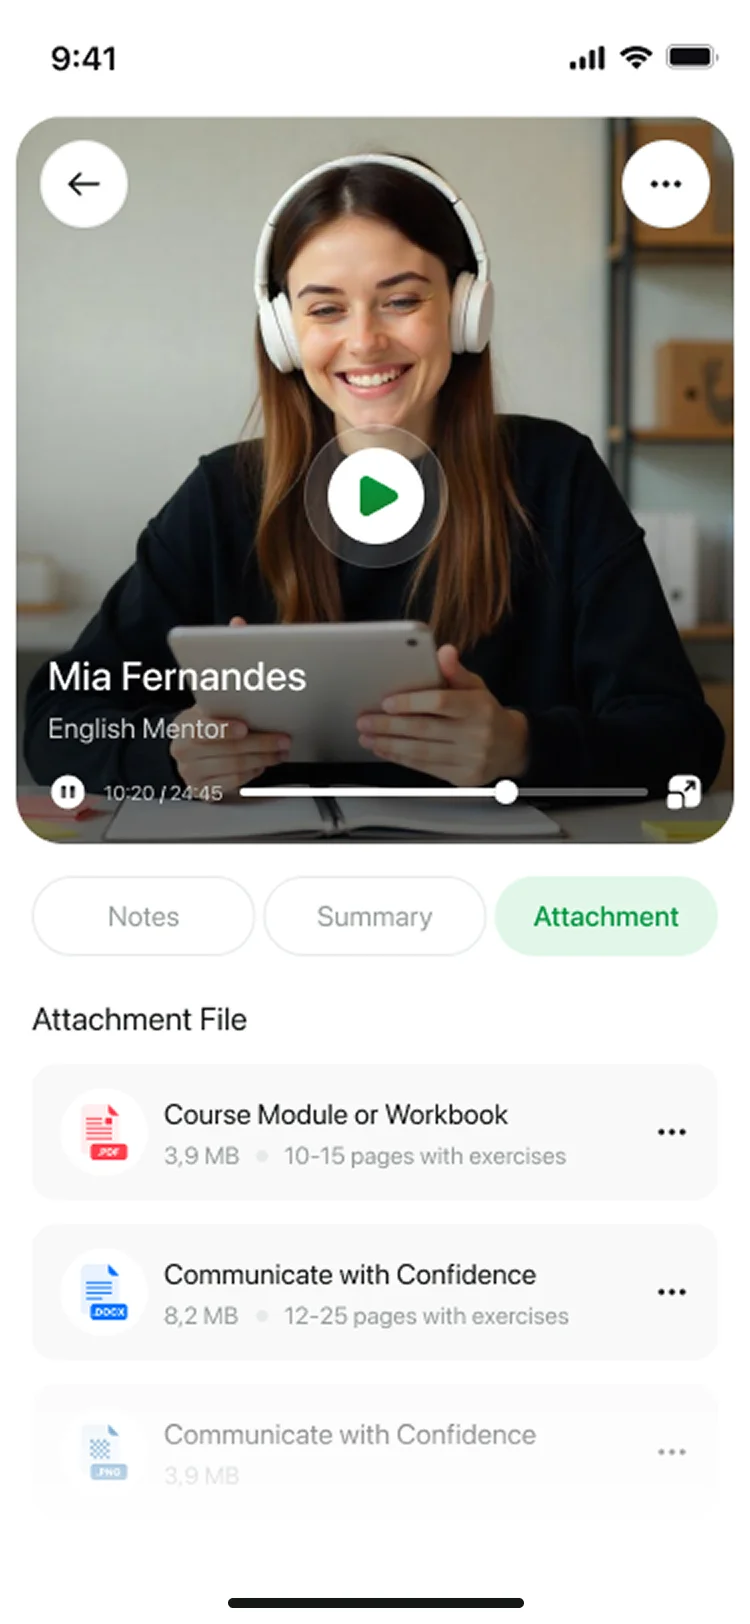 9:41
Mia Fernandes
English Mentor
10:20 / 24:45
Notes
Summary
Attachment
Attachment File
.PDF
Course Module or Workbook
3,9 MB 10-15 pages with exercises
.DOCX
Communicate with Confidence
8,2 MB 12-25 pages with exercises
.PNG
Communicate with Confidence
3,9 MB